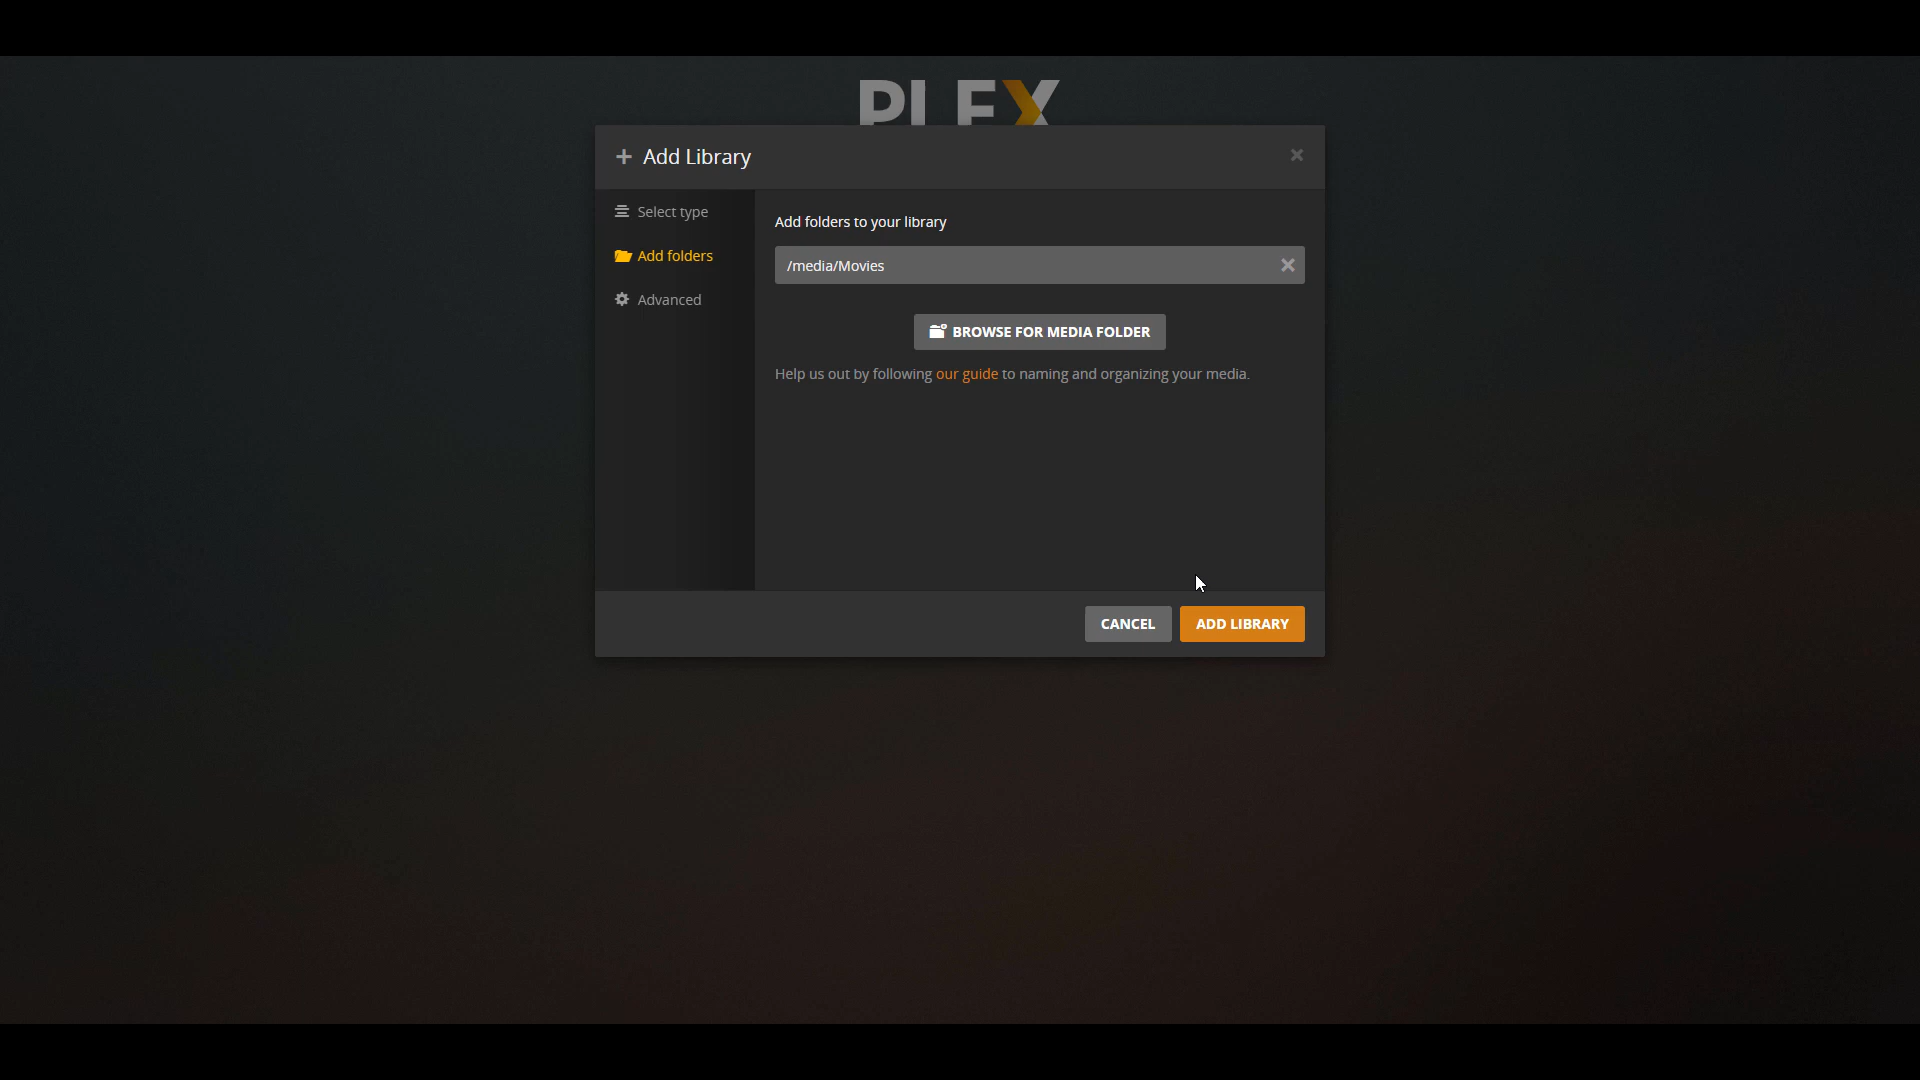 PLEX
Add Library
Select type
Add folders
Advanced
Add folders to your library
/media/Movies
BROWSE FOR MEDIA FOLDER
Help us out by following our guide to naming and organizing your media.
CANCEL
ADD LIBRARY